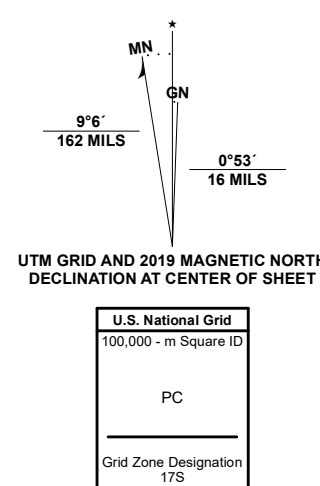 ★
MN
GN
9°6´
162 MILS
0°53´
16 MILS
UTM GRID AND 2019 MAGNETIC NORTH
DECLINATION AT CENTER OF SHEET
U.S. National Grid
100,000 - m Square ID
PC
Grid Zone Designation
17S